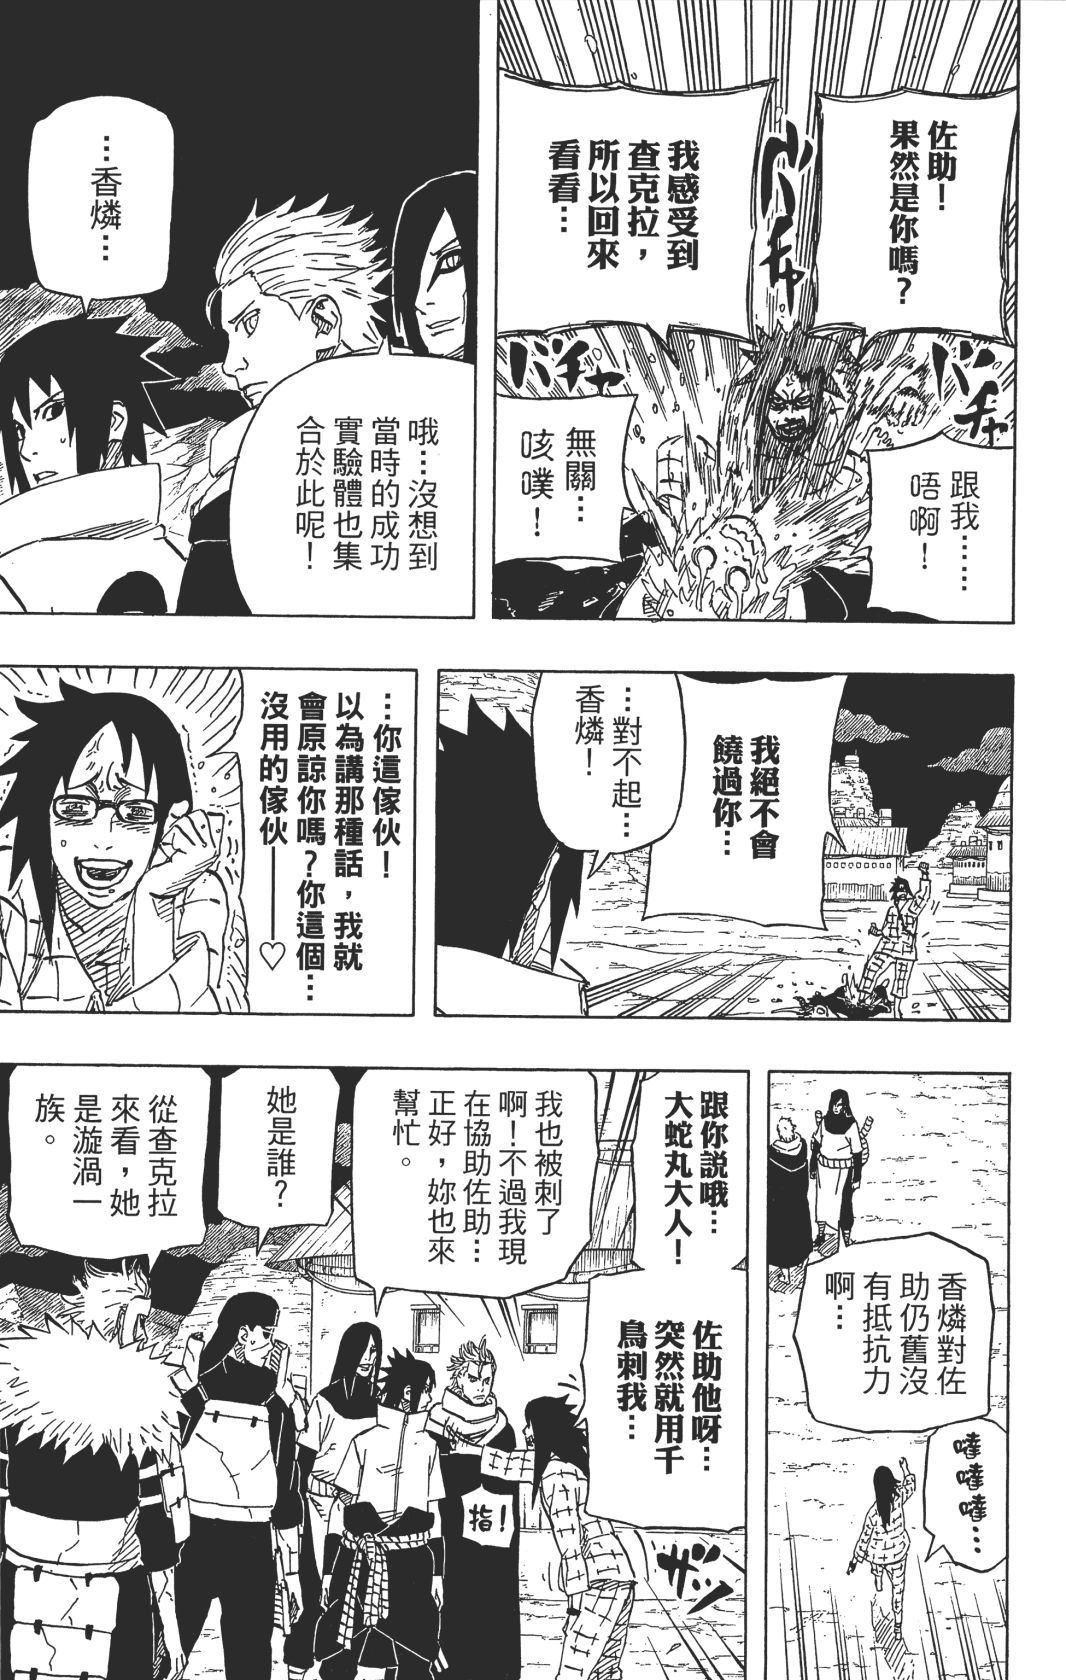 佐助！
果然是你嗎？
我感受到
查克拉，
所以回來
看看…
バチャ
バチャ
バチャ
跟我……
唔啊！
無關…
咳噗！
哦…沒想到
當時的成功
實驗體也集
合於此呢！
…香燐…
我絕不會
饒過你…
…對不起…
香燐！
…你這傢伙！
以為講那種話，我就
會原諒你嗎？你這個…
沒用的傢伙——♡
香燐對佐
助仍舊沒
有抵抗力
啊…
噠噠噠…
跟你說哦…
大蛇丸大人！
佐助他呀…
突然就用千
鳥刺我…
ザッ
指！
我也被刺了
啊！不過我現
在協助佐助…
正好，妳也來
幫忙。
她是誰？
從查克拉
來看，她
是漩渦一
族。